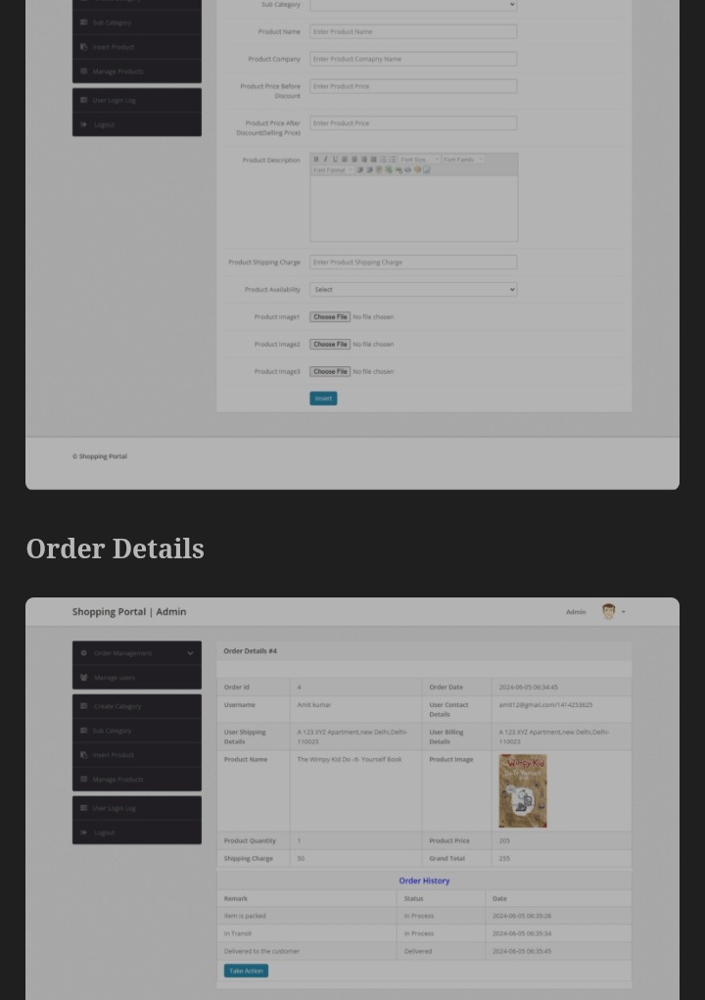 Sub Category
Sub Category
Insert Product
Manage Products
User Login Log
Logout
Product Name
Enter Product Name
Product Company
Enter Product Comapny Name
Product Price Before
Discount
Enter Product Price
Product Price After
Discount(Selling Price)
Enter Product Price
Product Description
B I U
Font Size...
Font Family...
Font Format
Product Shipping Charge
Enter Product Shipping Charge
Product Availability
Select
Product Image1
Choose File No file chosen
Product Image2
Choose File No file chosen
Product Image3
Choose File No file chosen
Insert
© Shopping Portal
Order Details
Shopping Portal | Admin
Admin
Order Management
Manage users
Create Category
Sub Category
Insert Product
Manage Products
User Login Log
Logout
Order Details #4
Order Id 4 Order Date 2024-06-05 06:34:45
Username Amit kumar User Contact
Details amit12@gmail.com/1414253625
User Shipping
Details A 123 XYZ Apartment,new Delhi,Delhi-
110023
User Billing
Details A 123 XYZ Apartment,new Delhi,Delhi-
110023
Product Name The Wimpy Kid Do -it- Yourself Book Product Image
Wimpy Kid
Product Quantity 1 Product Price 205
Shipping Charge 50 Grand Total 255
Order History
Remark Status Date
Item is packed In Process 2024-06-05 06:35:26
In Transit In Process 2024-06-05 06:35:34
Delivered to the customer Delivered 2024-06-05 06:35:45
Take Action